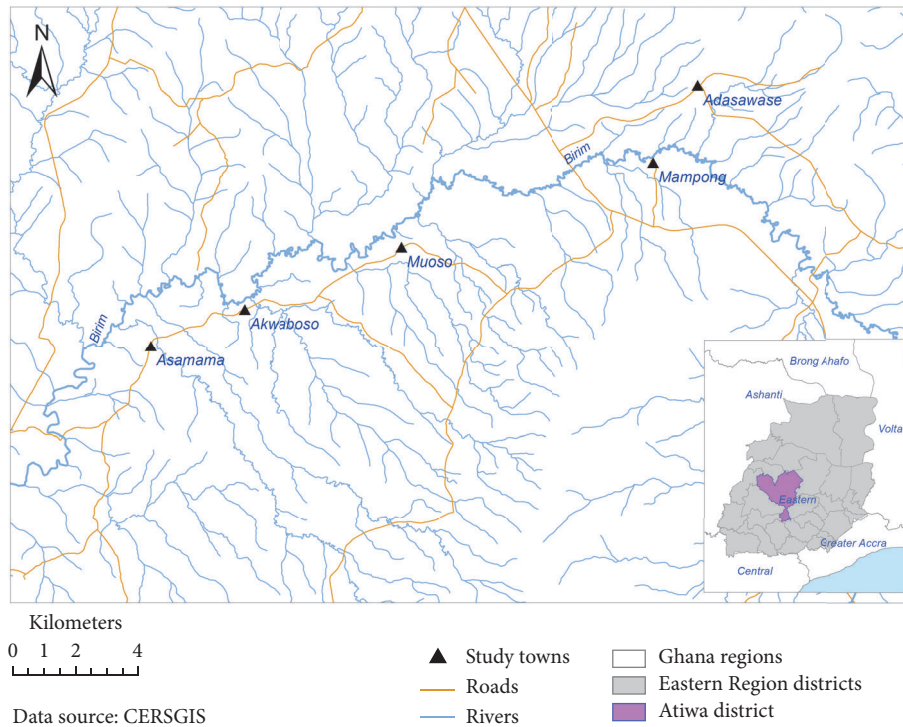 N
Adasawase
Birim
Mampong
Muoso
Akwaboso
Birim
Asamama
Brong Ahafo
Ashanti
Volta
Eastern
Greater Accra
Central
Kilometers
0 1 2 4
Study towns
Roads
Rivers
Ghana regions
Eastern Region districts
Atiwa district
Data source: CERSGIS